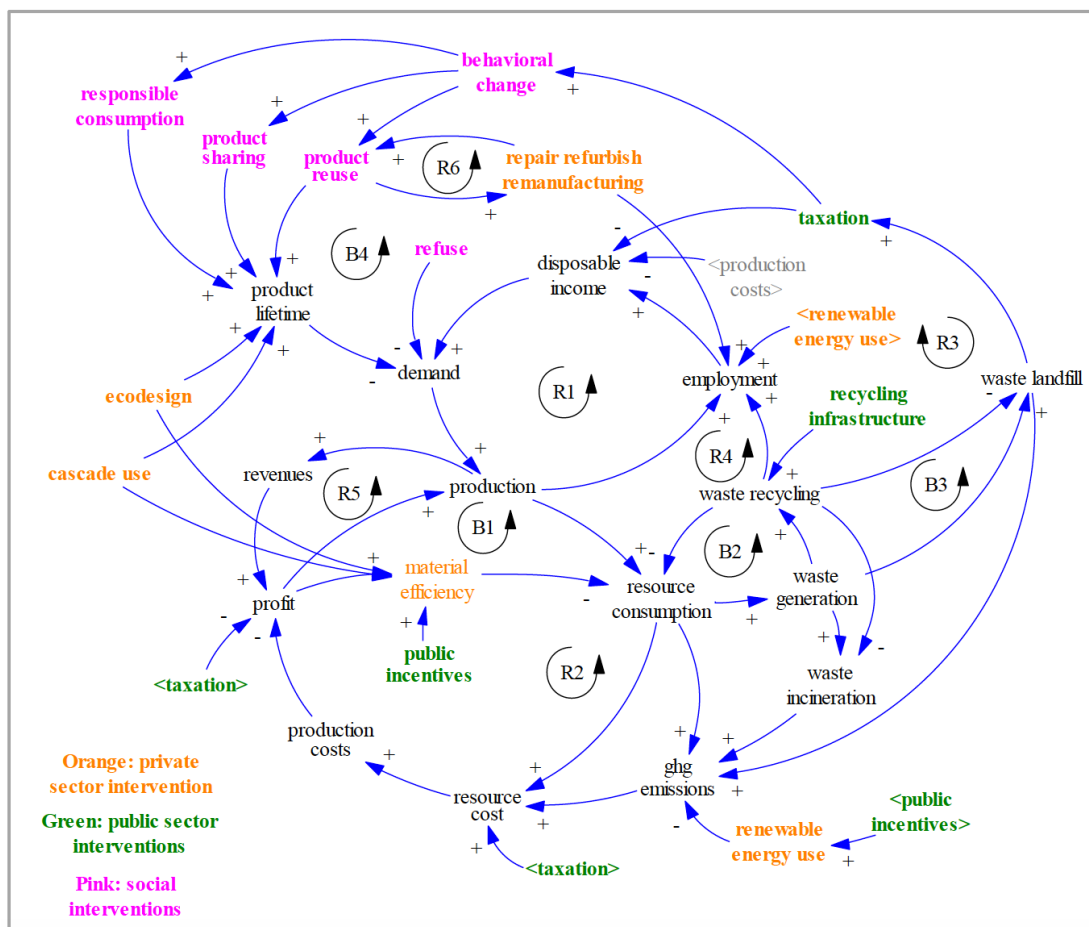 behavioral
change
responsible
consumption
product
sharing
product
reuse
R6
repair refurbish
remanufacturing
taxation
B4
refuse
disposable
income
<production
costs>
product
lifetime
<renewable
energy use>
R3
demand
R1
employment
waste landfill
ecodesign
recycling
infrastructure
cascade use
revenues
R5
production
R4
waste recycling
B3
B1
B2
material
efficiency
resource
consumption
waste
generation
profit
public
incentives
<taxation>
R2
waste
incineration
production
costs
Orange: private
sector intervention
ghg
emissions
resource
cost
<public
incentives>
Green: public sector
interventions
renewable
energy use
<taxation>
Pink: social
interventions